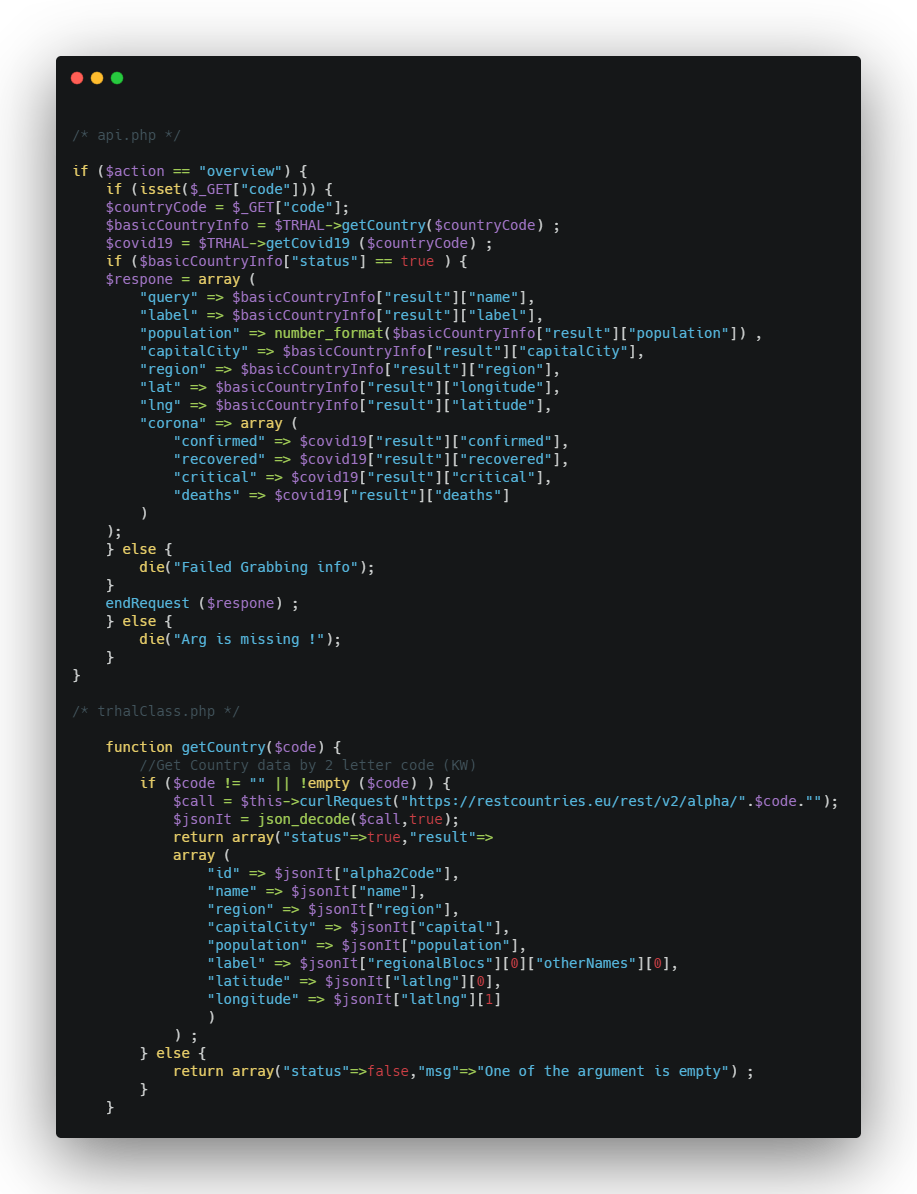 /* api.php */
if ($action == "overview") {
    if (isset($_GET["code"])) {
    $countryCode = $_GET["code"];
    $basicCountryInfo = $TRHAL->getCountry($countryCode) ;
    $covid19 = $TRHAL->getCovid19 ($countryCode) ;
    if ($basicCountryInfo["status"] == true ) {
    $respone = array (
        "query" => $basicCountryInfo["result"]["name"],
        "label" => $basicCountryInfo["result"]["label"],
        "population" => number_format($basicCountryInfo["result"]["population"]) ,
        "capitalCity" => $basicCountryInfo["result"]["capitalCity"],
        "region" => $basicCountryInfo["result"]["region"],
        "lat" => $basicCountryInfo["result"]["longitude"],
        "lng" => $basicCountryInfo["result"]["latitude"],
        "corona" => array (
            "confirmed" => $covid19["result"]["confirmed"],
            "recovered" => $covid19["result"]["recovered"],
            "critical" => $covid19["result"]["critical"],
            "deaths" => $covid19["result"]["deaths"]
        )
    );
    } else {
        die("Failed Grabbing info");
    }
    endRequest ($respone) ;
    } else {
        die("Arg is missing !");
    }
}
/* trhalClass.php */
    function getCountry($code) {
        //Get Country data by 2 letter code (KW)
        if ($code != "" || !empty ($code) ) {
            $call = $this->curlRequest("https://restcountries.eu/rest/v2/alpha/".$code."");
            $jsonIt = json_decode($call,true);
            return array("status"=>true,"result"=>
            array (
                "id" => $jsonIt["alpha2Code"],
                "name" => $jsonIt["name"],
                "region" => $jsonIt["region"],
                "capitalCity" => $jsonIt["capital"],
                "population" => $jsonIt["population"],
                "label" => $jsonIt["regionalBlocs"][0]["otherNames"][0],
                "latitude" => $jsonIt["latlng"][0],
                "longitude" => $jsonIt["latlng"][1]
                )
            ) ;
        } else {
            return array("status"=>false,"msg"=>"One of the argument is empty") ;
        }
    }